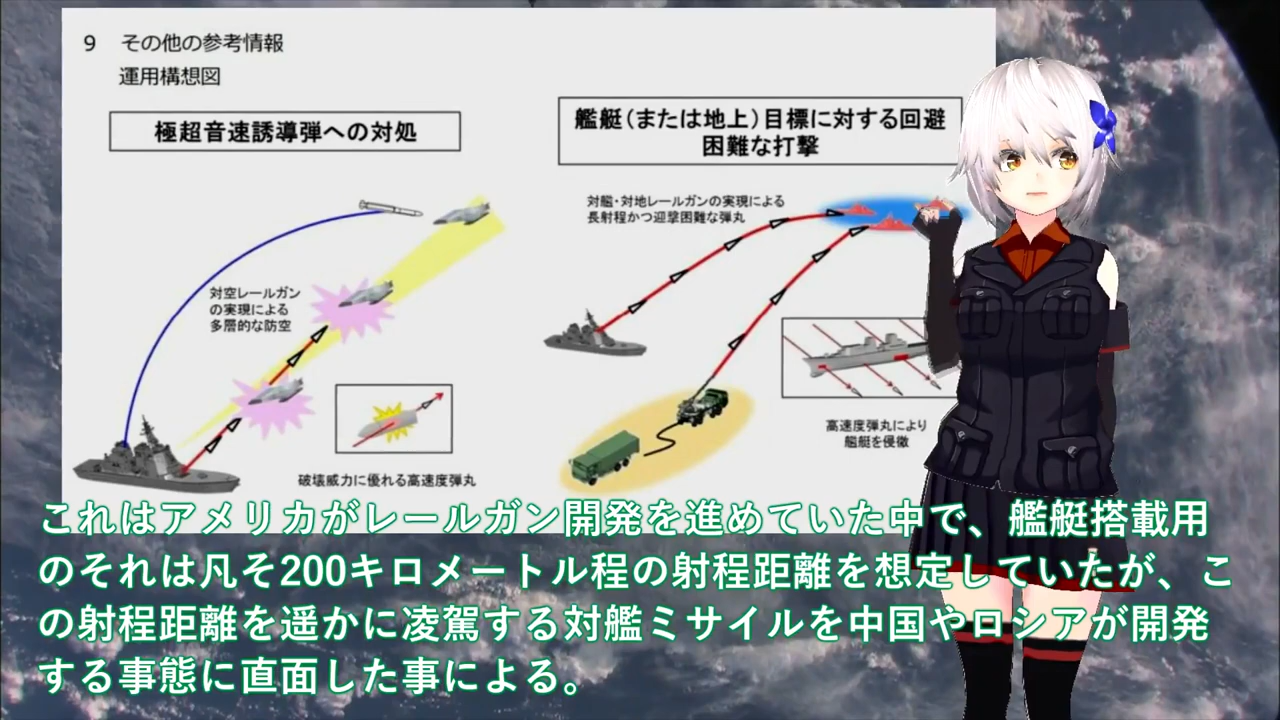 9 その他の参考情報
運用構想図
極超音速誘導弾への対処
対空レールガン
の実現による
多層的な防空
破壊威力に優れる高速度弾丸
艦艇(または地上)目標に対する回避
困難な打撃
対艦・対地レールガンの実現による
長射程かつ迎撃困難な弾丸
高速度弾丸により
艦艇を侵徹
これはアメリカがレールガン開発を進めていた中で、艦艇搭載用
のそれは凡そ200キロメートル程の射程距離を想定していたが、こ
の射程距離を遥かに凌駕する対艦ミサイルを中国やロシアが開発
する事態に直面した事による。